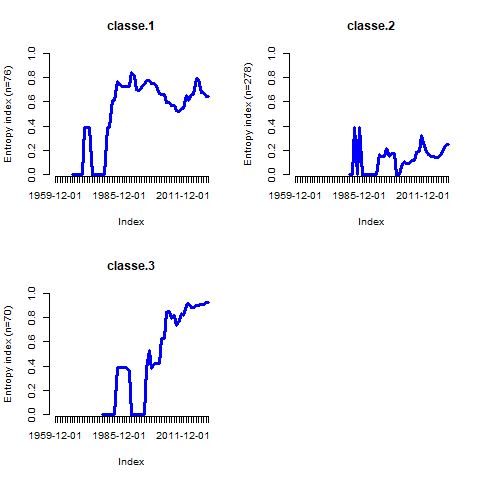 classe.1
Entropy index (n=76)
0.0 0.2 0.4 0.6 0.8 1.0
1959-12-01 1985-12-01 2011-12-01
Index
classe.2
Entropy index (n=278)
0.0 0.2 0.4 0.6 0.8 1.0
1959-12-01 1985-12-01 2011-12-01
Index
classe.3
Entropy index (n=70)
0.0 0.2 0.4 0.6 0.8 1.0
1959-12-01 1985-12-01 2011-12-01
Index